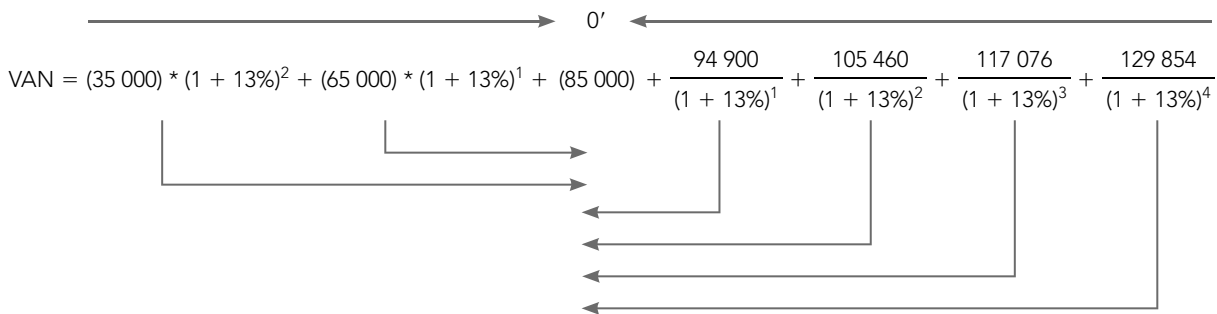 0′
VAN = (35 000) * (1 + 13%)² + (65 000) * (1 + 13%)¹ + (85 000) + 94 900 / (1 + 13%)¹ + 105 460 / (1 + 13%)² + 117 076 / (1 + 13%)³ + 129 854 / (1 + 13%)⁴